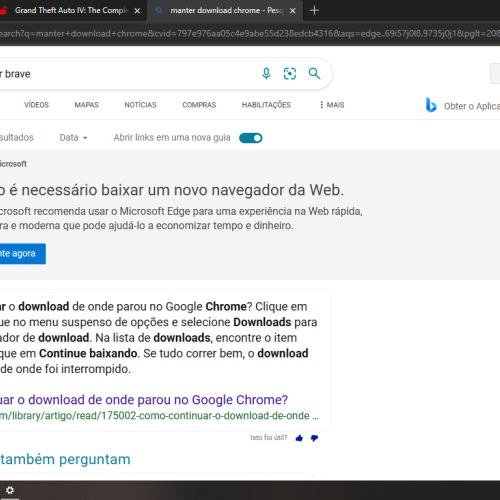 Grand Theft Auto IV: The Comple
manter download chrome - Pesq
earch?q=manter+download+chrome&cvid=797e976aa05c4e9abe55d238edcb4316&aqs=edge..69i57j0l8.9735j0j1&pglt=208
r brave
VÍDEOS MAPAS NOTÍCIAS COMPRAS HABILITAÇÕES MAIS
Obter o Aplica
sultados Data Abrir links em uma nova guia
icrosoft
o é necessário baixar um novo navegador da Web.
crosoft recomenda usar o Microsoft Edge para uma experiência na Web rápida,
ra e moderna que pode ajudá-lo a economizar tempo e dinheiro.
nte agora
ar o download de onde parou no Google Chrome? Clique em
ue no menu suspenso de opções e selecione Downloads para
ador de download. Na lista de downloads, encontre o item
que em Continue baixando. Se tudo correr bem, o download
de onde foi interrompido.
uar o download de onde parou no Google Chrome?
m/library/artigo/read/175002-como-continuar-o-download-de-onde ...
Isto foi útil?
também perguntam